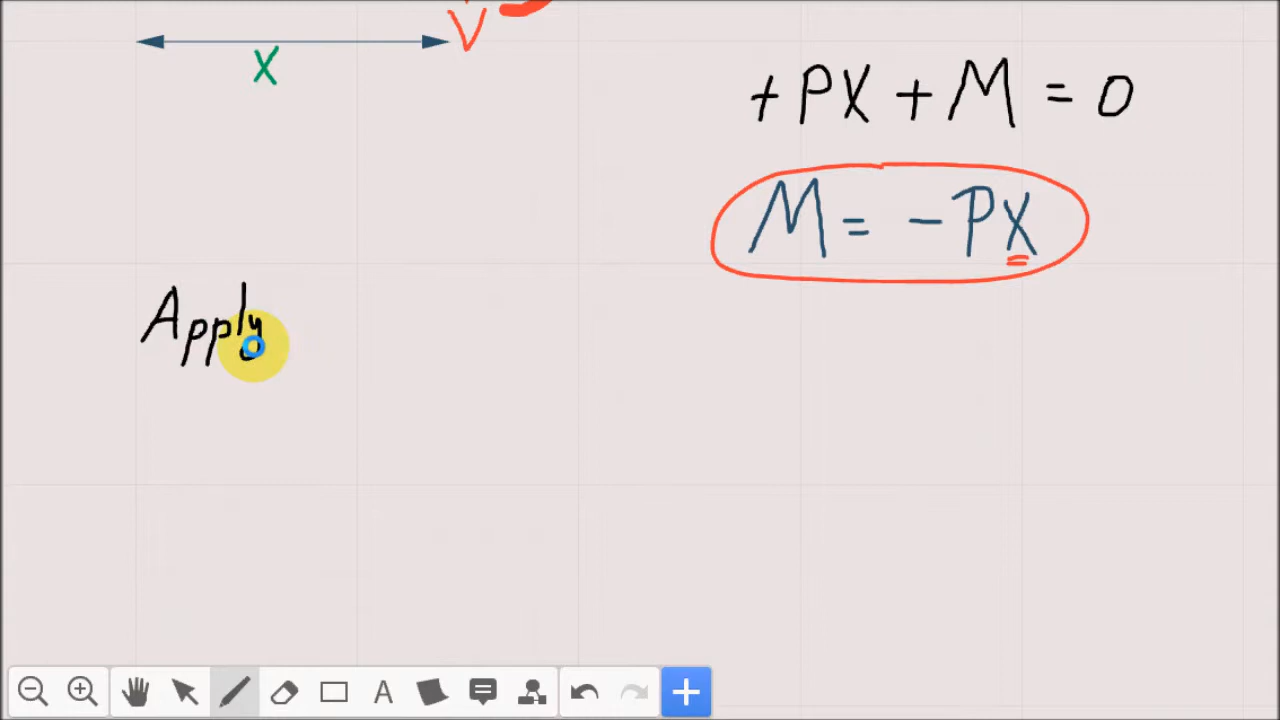 V
X
+PX+M=0
M=-PX
Apply
A